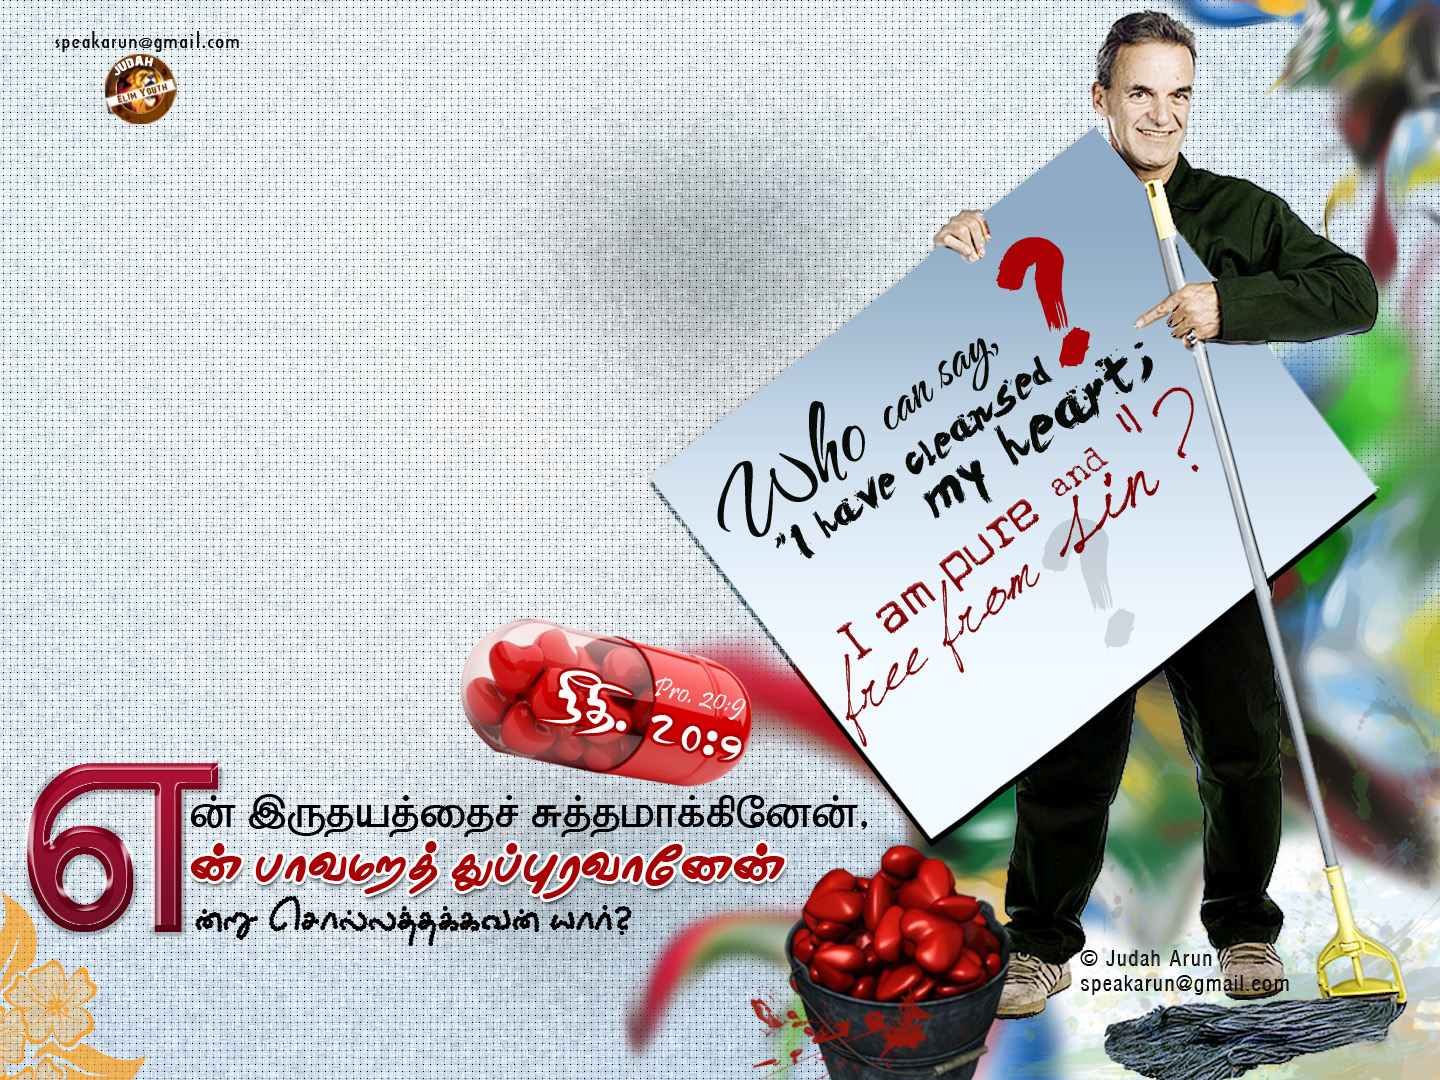 speakarun@gmail.com
JUDAH
ELIM YOUTH
?
Who can say,
"I have cleansed
my heart;
I am pure and "
free from sin ?
?
நீதி. Pro. 20:9
20:9
என் இருதயத்தைச் சுத்தமாக்கினேன்,
ன் பாவமறத் துப்புரவானேன்
ன்று சொல்லத்தக்கவன் யார்?
© Judah Arun
speakarun@gmail.com